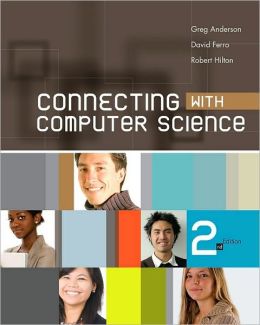 Greg Anderson
David Ferro
Robert Hilton
CONNECTING WITH
COMPUTER SCIENCE
2nd Edition